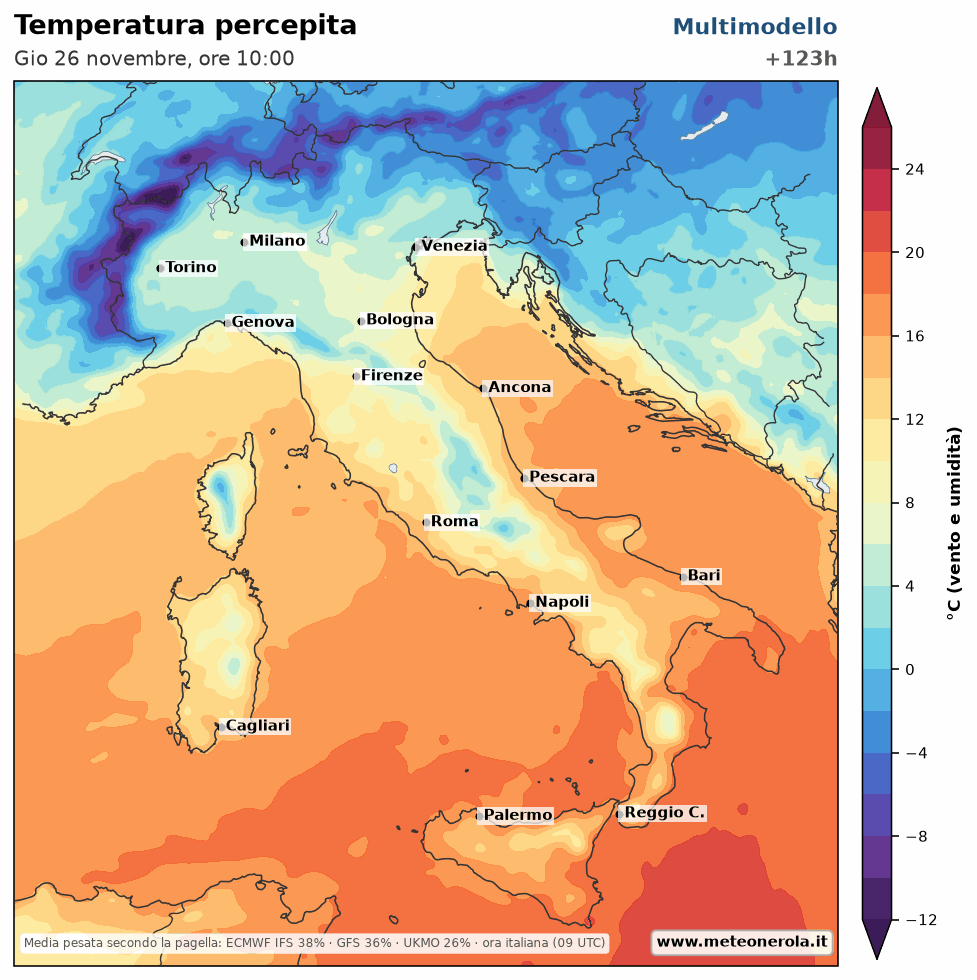 Temperatura percepita
Multimodello
Gio 26 novembre, ore 10:00
+123h
Milano
Venezia
Torino
Genova
Bologna
Firenze
Ancona
Pescara
Roma
Bari
Napoli
Cagliari
Palermo
Reggio C.
24
20
16
12
8
4
0
−4
−8
−12
°C (vento e umidità)
Media pesata secondo la pagella: ECMWF IFS 38% · GFS 36% · UKMO 26% · ora italiana (09 UTC)
www.meteonerola.it